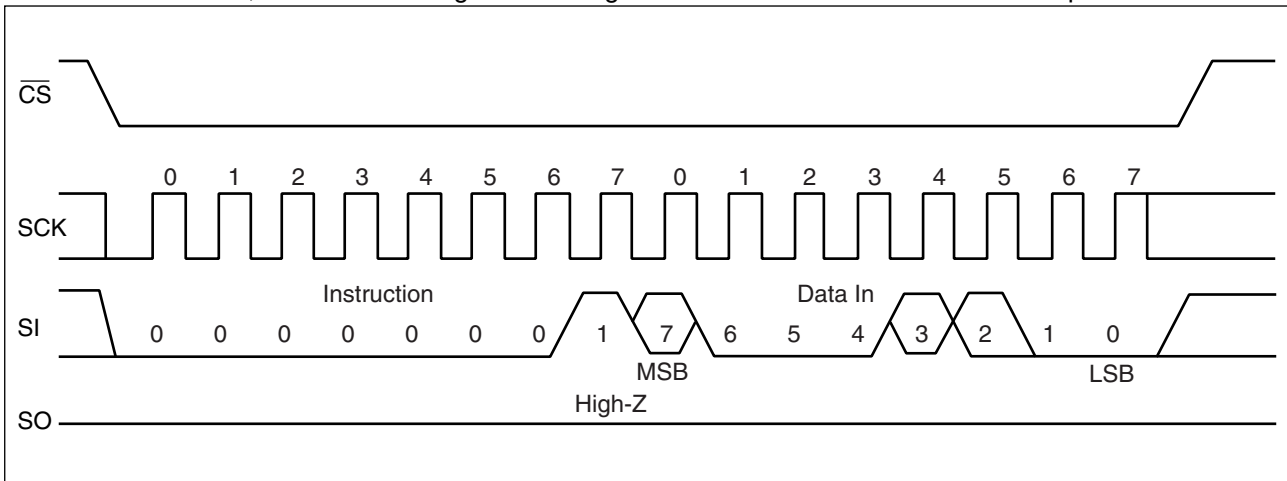 CS
0 1 2 3 4 5 6 7 0 1 2 3 4 5 6 7
SCK
Instruction Data In
SI 0 0 0 0 0 0 0 1 7 6 5 4 3 2 1 0
MSB LSB
High-Z
SO